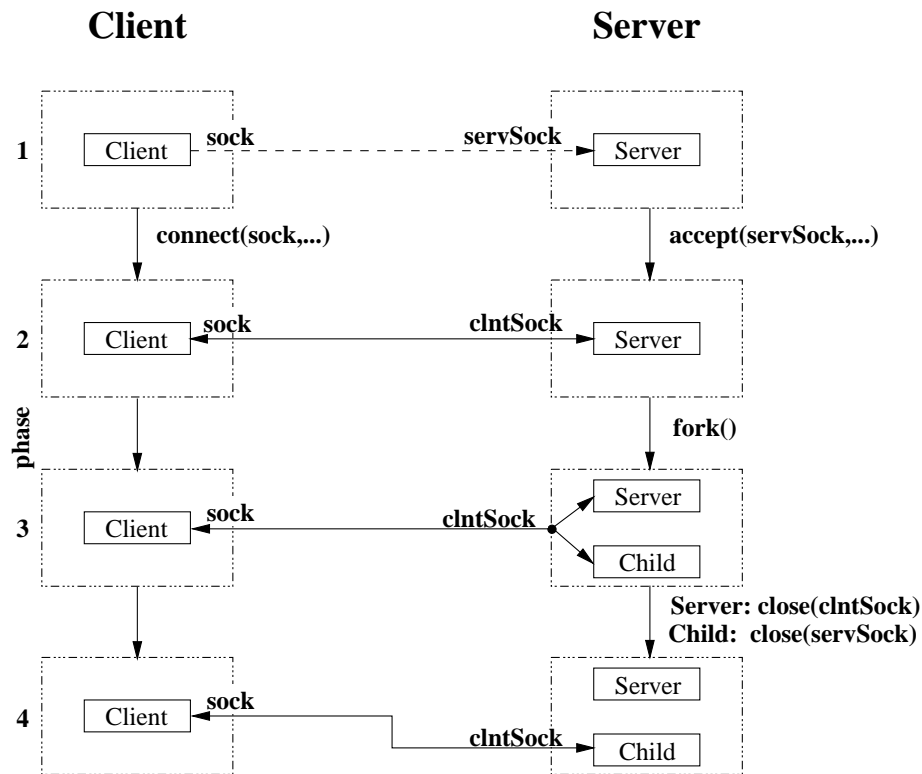 Client Server
sock servSock
1 Client Server
connect(sock,...) accept(servSock,...)
sock clntSock
2 Client Server
phase
fork()
Server
sock clntSock
3 Client
Child
Server: close(clntSock)
Child: close(servSock)
Server
sock
4 Client
clntSock Child